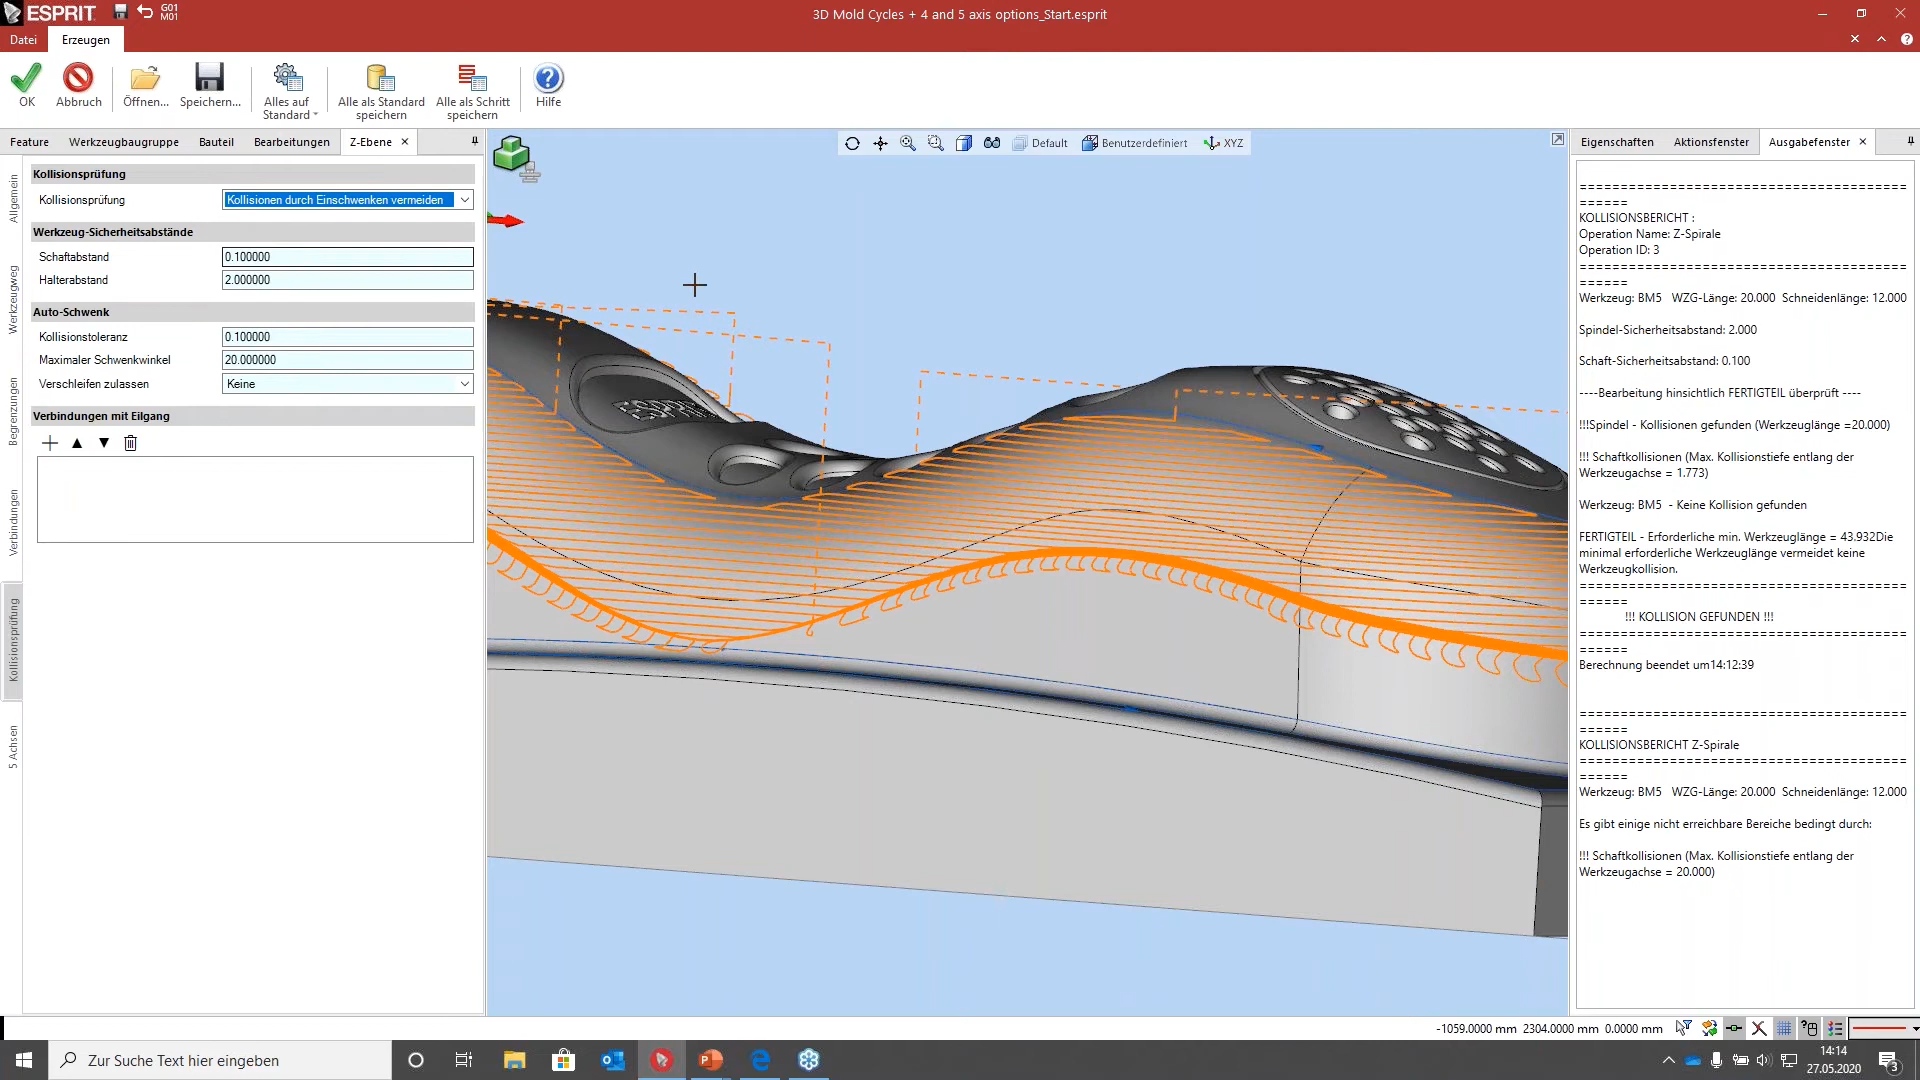 ESPRIT
G01
M01
3D Mold Cycles + 4 and 5 axis options_Start.esprit
Datei
Erzeugen
OK
Abbruch
Öffnen...
Speichern...
Alles auf
Standard
Alle als Standard
speichern
Alle als Schritt
speichern
Hilfe
Feature
Werkzeugbaugruppe
Bauteil
Bearbeitungen
Z-Ebene
Allgemein
Werkzeugweg
Begrenzungen
Verbindungen
Kollisionsprüfung
5 Achsen
Kollisionsprüfung
Kollisionsprüfung
Kollisionen durch Einschwenken vermeiden
Werkzeug-Sicherheitsabstände
Schaftabstand
0.100000
Halterabstand
2.000000
Auto-Schwenk
Kollisionstoleranz
0.100000
Maximaler Schwenkwinkel
20.000000
Verschleifen zulassen
Keine
Verbindungen mit Eilgang
Default
Benutzerdefiniert
XYZ
ESPRIT
Eigenschaften
Aktionsfenster
Ausgabefenster
========================================
======
KOLLISIONSBERICHT :
Operation Name: Z-Spirale
Operation ID: 3
========================================
======
Werkzeug: BM5 WZG-Länge: 20.000 Schneidenlänge: 12.000
Spindel-Sicherheitsabstand: 2.000
Schaft-Sicherheitsabstand: 0.100
----Bearbeitung hinsichtlich FERTIGTEIL überprüft ----
!!!Spindel - Kollisionen gefunden (Werkzeuglänge =20.000)
!!! Schaftkollisionen (Max. Kollisionstiefe entlang der
Werkzeugachse = 1.773)
Werkzeug: BM5 - Keine Kollision gefunden
FERTIGTEIL - Erforderliche min. Werkzeuglänge = 43.932Die
minimal erforderliche Werkzeuglänge vermeidet keine
Werkzeugkollision.
========================================
======
!!! KOLLISION GEFUNDEN !!!
========================================
======
Berechnung beendet um14:12:39
========================================
======
KOLLISIONSBERICHT Z-Spirale
========================================
======
Werkzeug: BM5 WZG-Länge: 20.000 Schneidenlänge: 12.000
Es gibt einige nicht erreichbare Bereiche bedingt durch:
!!! Schaftkollisionen (Max. Kollisionstiefe entlang der
Werkzeugachse = 20.000)
-1059.0000 mm 2304.0000 mm 0.0000 mm
Zur Suche Text hier eingeben
14:14
27.05.2020
3